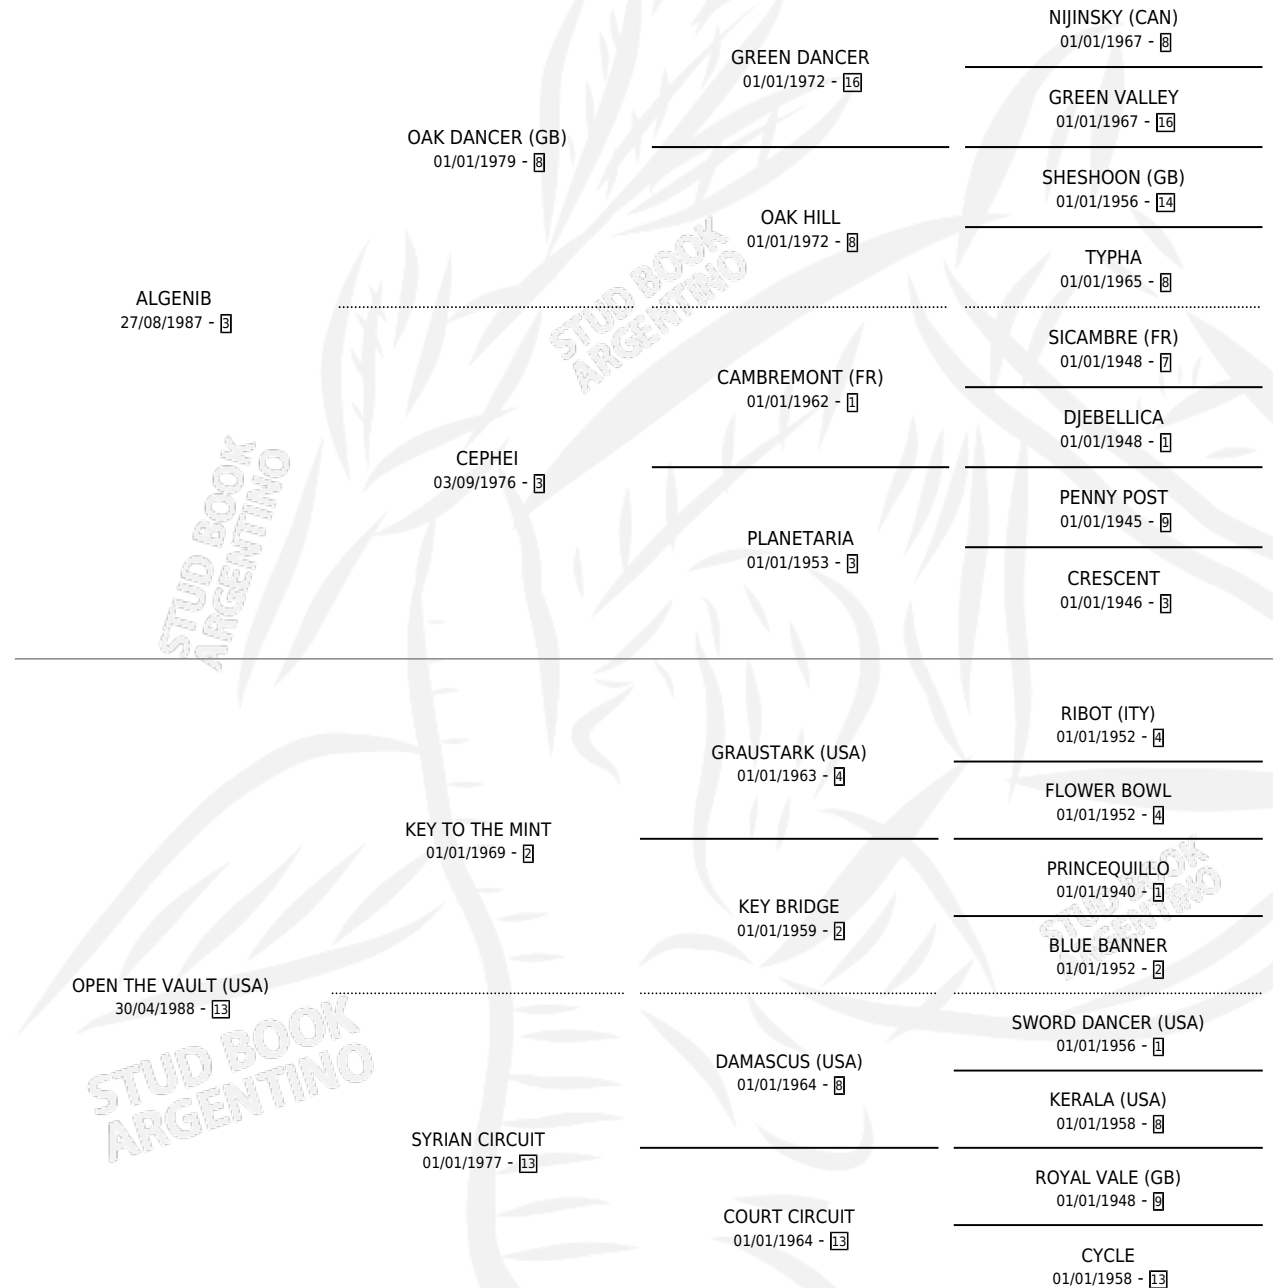 NIJINSKY (CAN)
01/01/1967 - 8
GREEN DANCER
01/01/1972 - 16
GREEN VALLEY
01/01/1967 - 16
OAK DANCER (GB)
01/01/1979 - 8
SHESHOON (GB)
01/01/1956 - 14
OAK HILL
01/01/1972 - 8
TYPHA
01/01/1965 - 8
ALGENIB
27/08/1987 - 3
SICAMBRE (FR)
01/01/1948 - 7
CAMBREMONT (FR)
01/01/1962 - 1
DJEBELLICA
01/01/1948 - 1
CEPHEI
03/09/1976 - 3
PENNY POST
01/01/1945 - 9
PLANETARIA
01/01/1953 - 3
CRESCENT
01/01/1946 - 3
RIBOT (ITY)
01/01/1952 - 4
GRAUSTARK (USA)
01/01/1963 - 4
FLOWER BOWL
01/01/1952 - 4
KEY TO THE MINT
01/01/1969 - 2
PRINCEQUILLO
01/01/1940 - 1
KEY BRIDGE
01/01/1959 - 2
BLUE BANNER
01/01/1952 - 2
OPEN THE VAULT (USA)
30/04/1988 - 13
SWORD DANCER (USA)
01/01/1956 - 1
DAMASCUS (USA)
01/01/1964 - 8
KERALA (USA)
01/01/1958 - 8
SYRIAN CIRCUIT
01/01/1977 - 13
ROYAL VALE (GB)
01/01/1948 - 9
COURT CIRCUIT
01/01/1964 - 13
CYCLE
01/01/1958 - 13
STUD BOOK
ARGENTINO
STUD BOOK
ARGENTINO
STUD BOOK
ARGENTINO
STUD BOOK
ARGENTINO